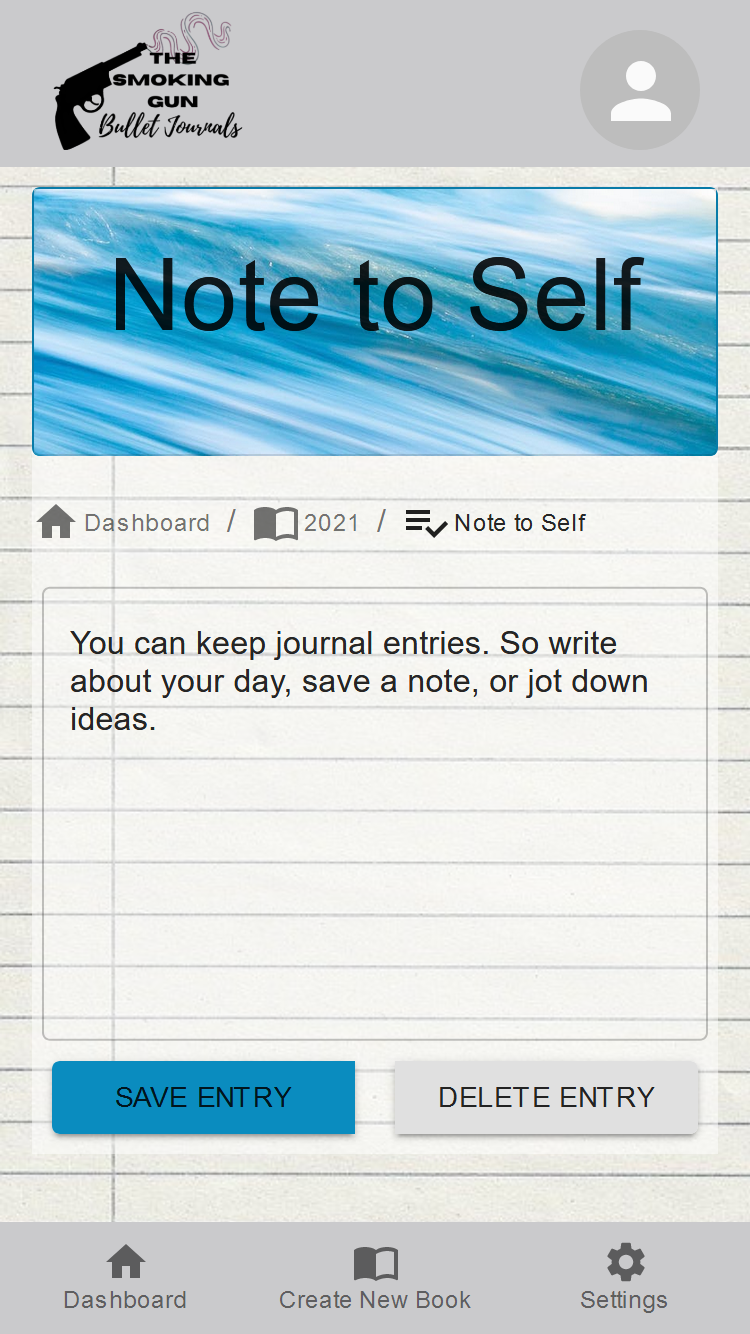 THE
SMOKING
GUN
Bullet Journals
Note to Self
Dashboard / 2021 / Note to Self
You can keep journal entries. So write
about your day, save a note, or jot down
ideas.
SAVE ENTRY DELETE ENTRY
Dashboard Create New Book Settings